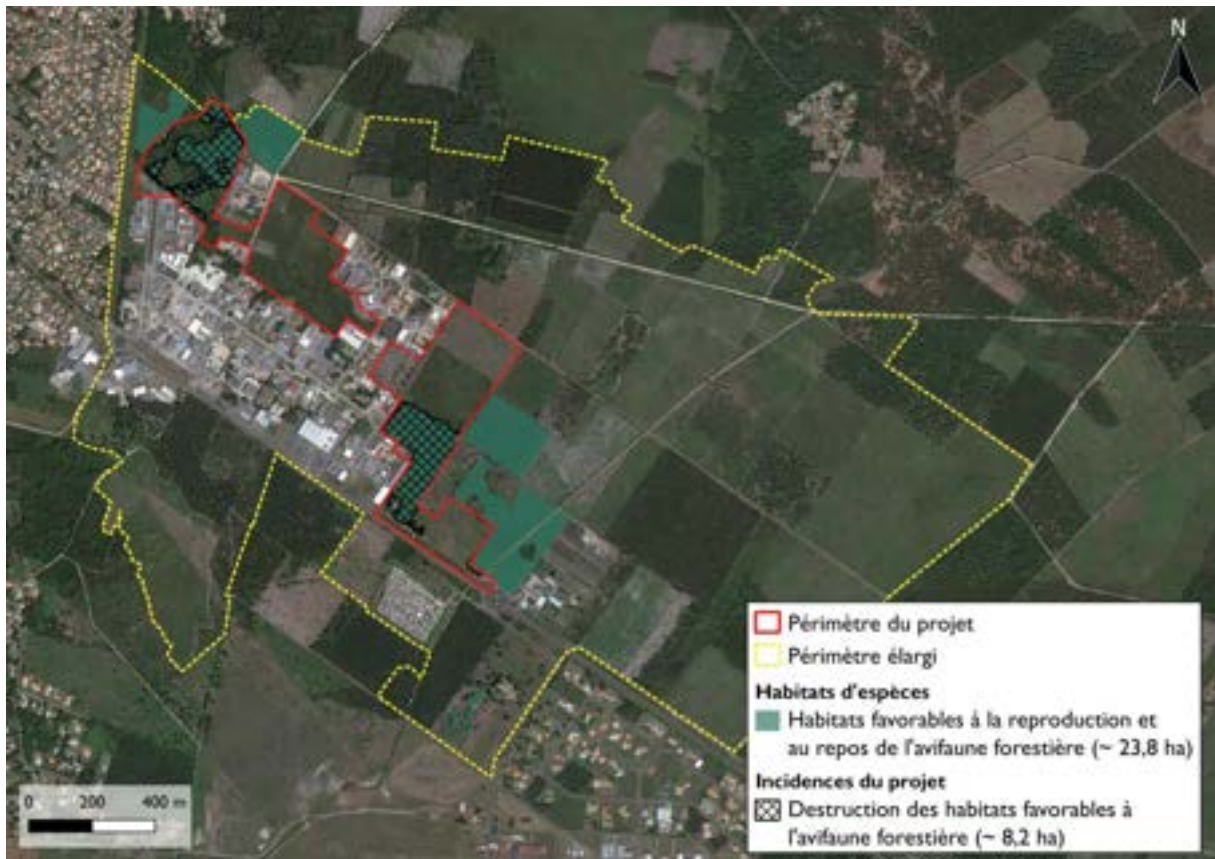 N
Périmètre du projet
Périmètre élargi
Habitats d'espèces
Habitats favorables à la reproduction et
au repos de l'avifaune forestière (~ 23,8 ha)
Incidences du projet
Destruction des habitats favorables à
l'avifaune forestière (~ 8,2 ha)
0 200 400 m